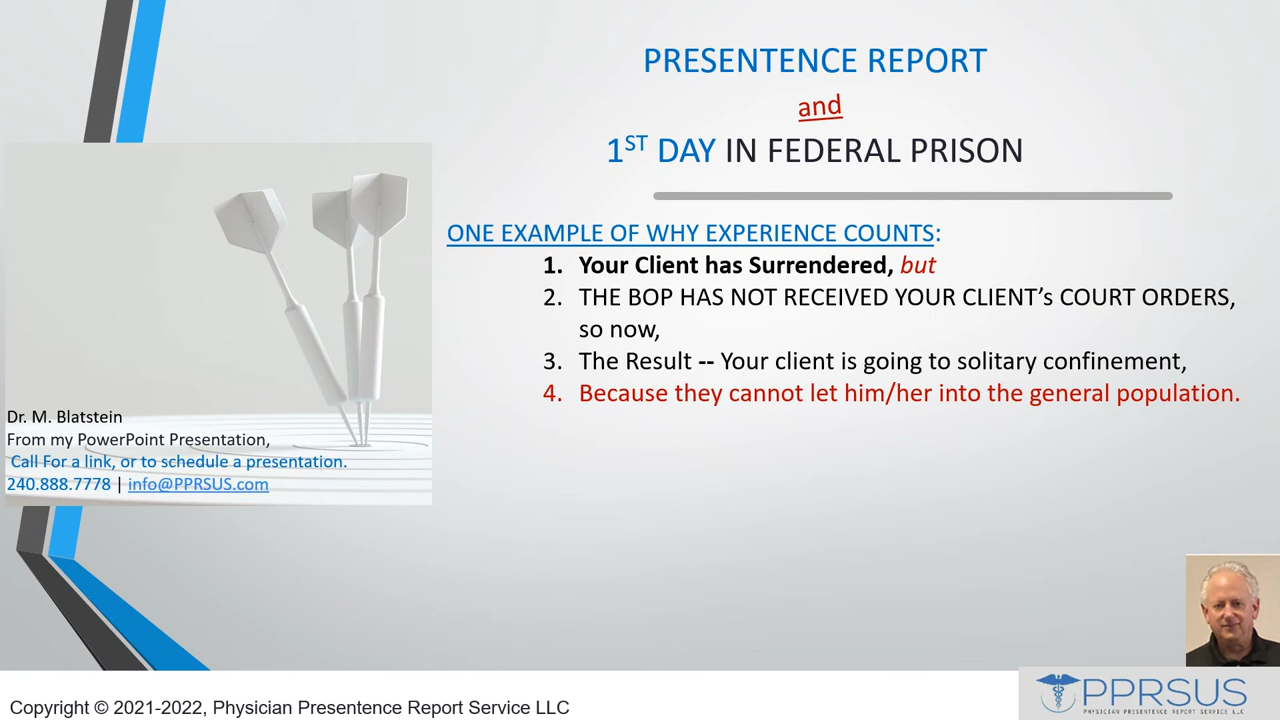 PRESENTENCE REPORT
and
1ST DAY IN FEDERAL PRISON
ONE EXAMPLE OF WHY EXPERIENCE COUNTS:
1. Your Client has Surrendered, but
2. THE BOP HAS NOT RECEIVED YOUR CLIENT's COURT ORDERS,
so now,
3. The Result -- Your client is going to solitary confinement,
4. Because they cannot let him/her into the general population.
Dr. M. Blatstein
From my PowerPoint Presentation,
Call For a link, or to schedule a presentation.
240.888.7778 | info@PPRSUS.com
PPRSUS
PHYSICIAN PRESENTENCE REPORT SERVICE LLC
Copyright © 2021-2022, Physician Presentence Report Service LLC